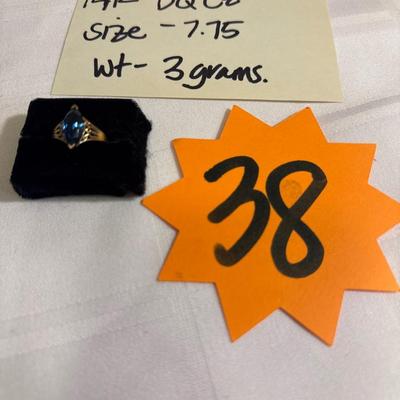 14k
size - 7.75
wt - 3 grams.
38